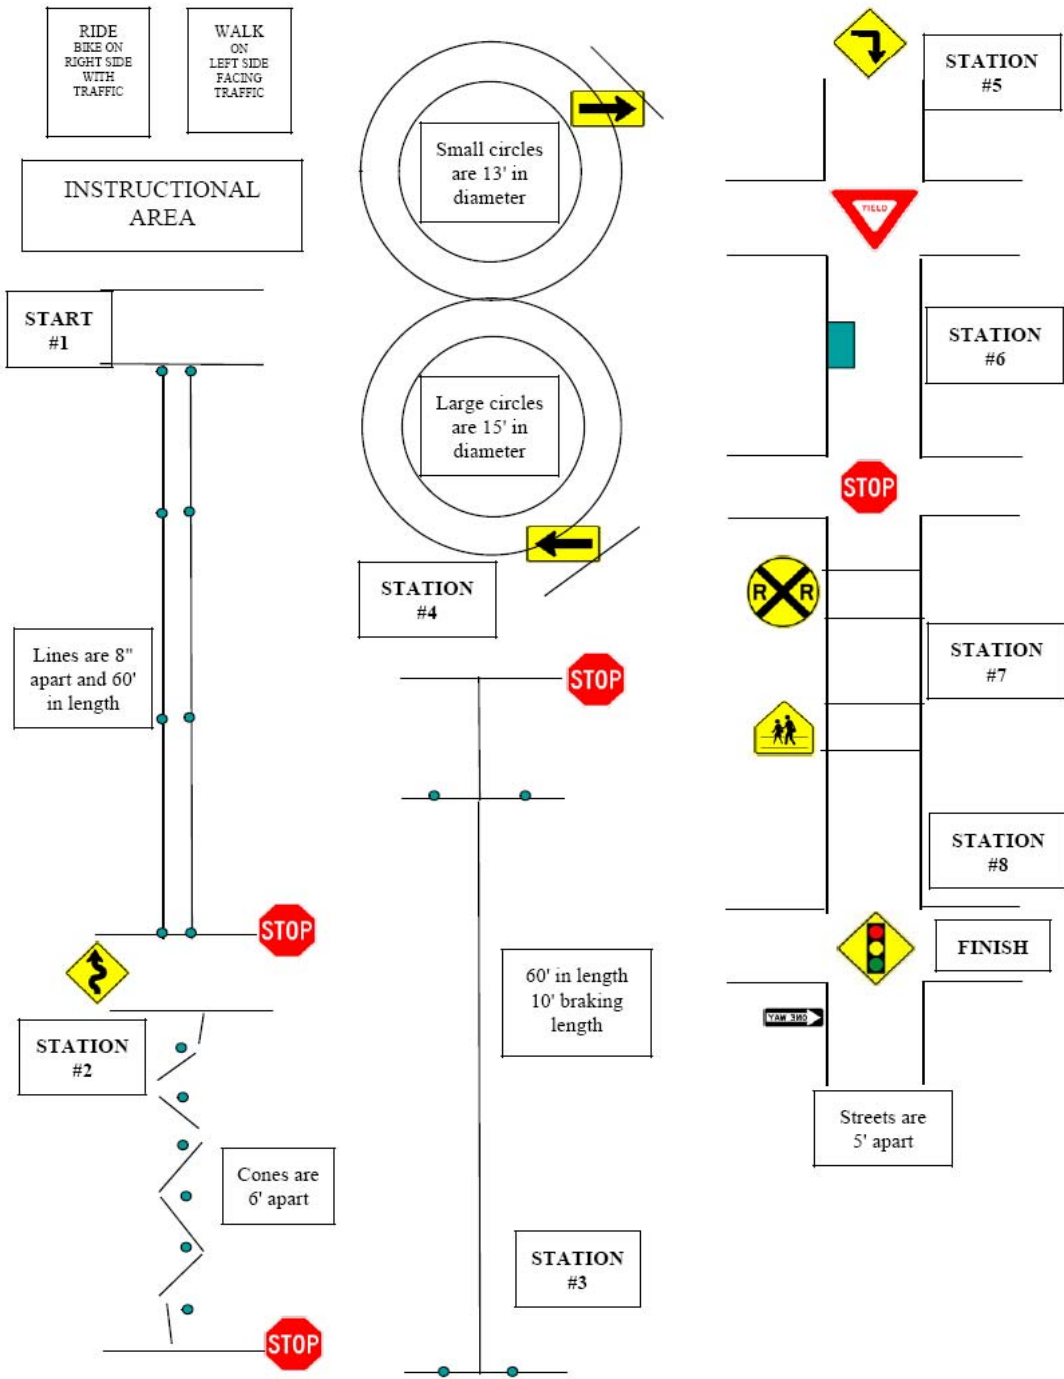 RIDE
BIKE ON
RIGHT SIDE
WITH
TRAFFIC
WALK
ON
LEFT SIDE
FACING
TRAFFIC
INSTRUCTIONAL
AREA
START
#1
Lines are 8"
apart and 60'
in length
STOP
STATION
#2
Cones are
6' apart
STOP
Small circles
are 13' in
diameter
Large circles
are 15' in
diameter
STATION
#4
STOP
60' in length
10' braking
length
STATION
#3
STATION
#5
YIELD
STATION
#6
STOP
R R
STATION
#7
STATION
#8
FINISH
ONE WAY
Streets are
5' apart